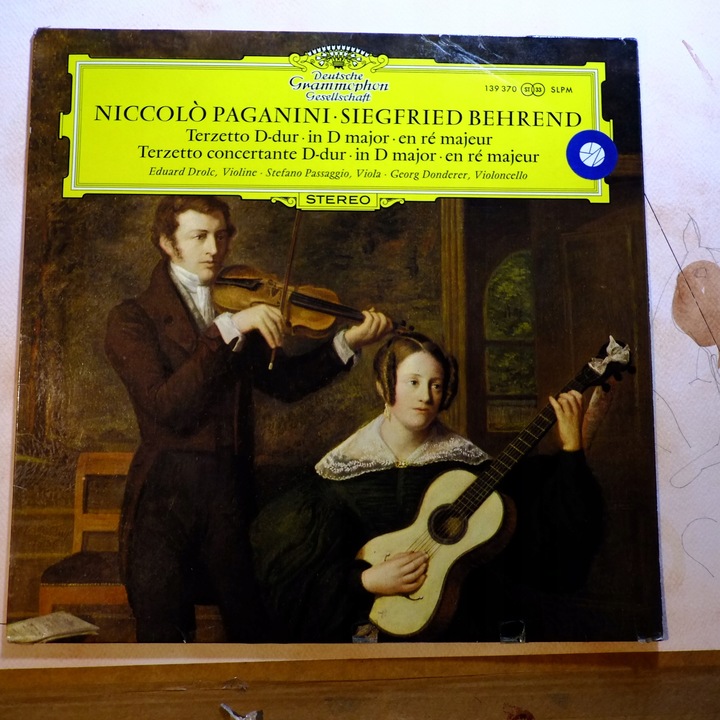 Deutsche
Grammophon
Gesellschaft
139 370 ST 33 SLPM
NICCOLÒ PAGANINI · SIEGFRIED BEHREND
Terzetto D-dur · in D major · en ré majeur
Terzetto concertante D-dur · in D major · en ré majeur
Eduard Drolc, Violine · Stefano Passaggio, Viola · Georg Donderer, Violoncello
STEREO